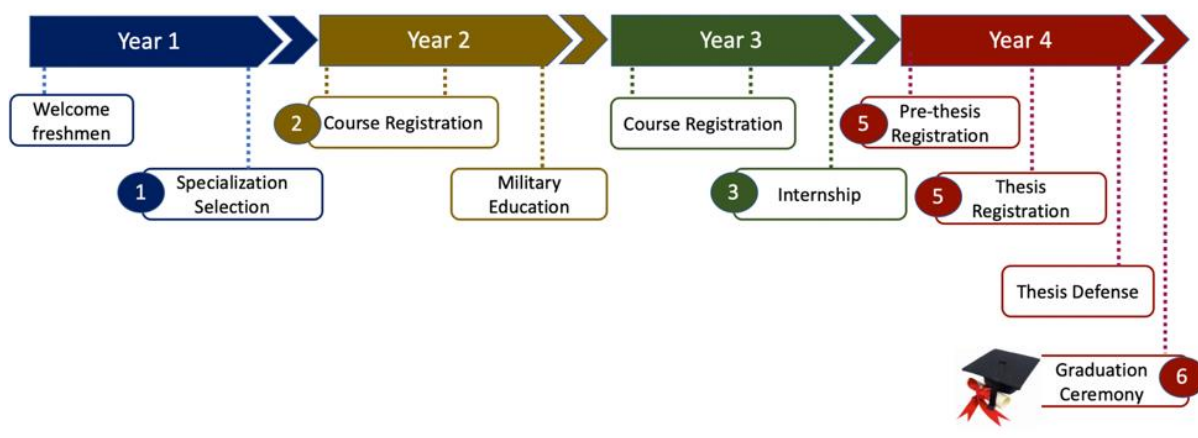 Year 1
Year 2
Year 3
Year 4
Welcome
freshmen
2
Course Registration
Course Registration
5
Pre-thesis
Registration
1
Specialization
Selection
Military
Education
3
Internship
5
Thesis
Registration
Thesis Defense
Graduation
Ceremony
6